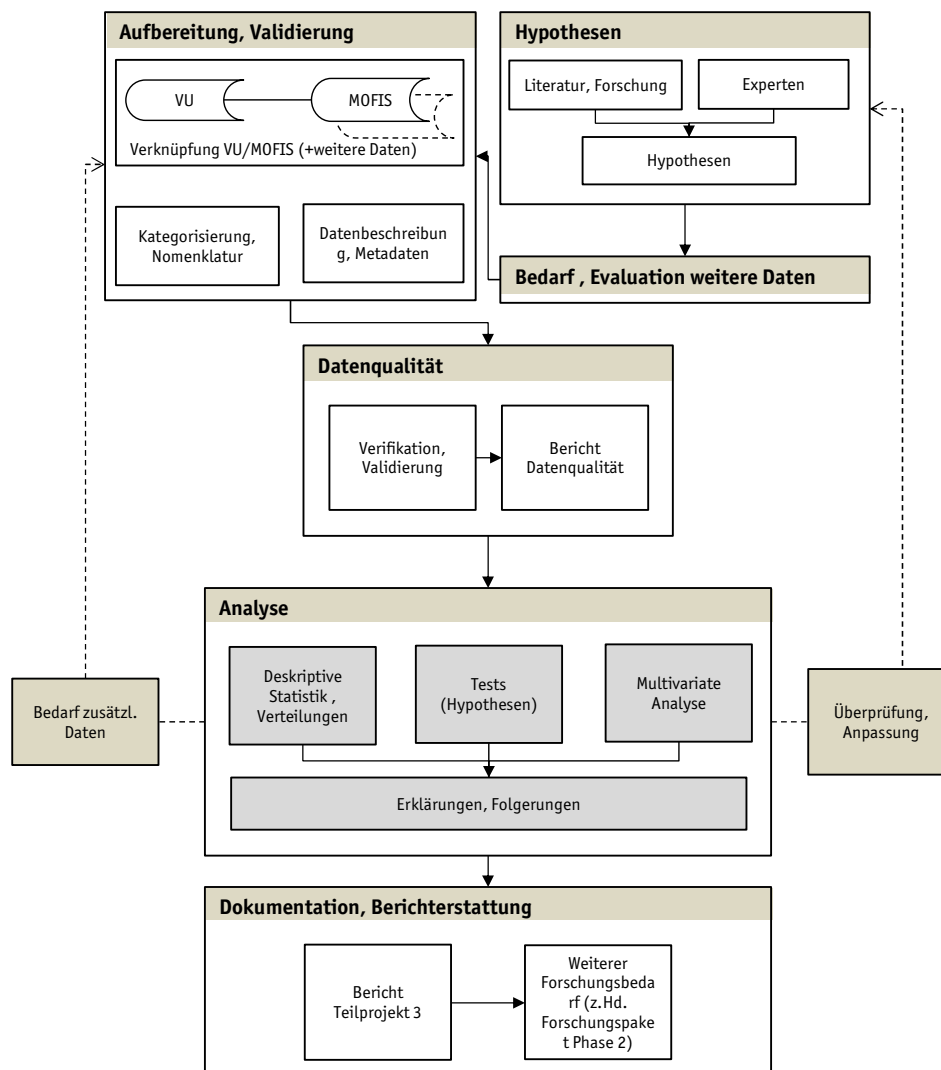 Aufbereitung, Validierung
VU
MOFIS
Verknüpfung VU/MOFIS (+weitere Daten)
Kategorisierung,
Nomenklatur
Datenbeschreibun
g, Metadaten
Hypothesen
Literatur, Forschung
Experten
Hypothesen
Bedarf , Evaluation weitere Daten
Datenqualität
Verifikation,
Validierung
Bericht
Datenqualität
Analyse
Deskriptive
Statistik ,
Verteilungen
Tests
(Hypothesen)
Multivariate
Analyse
Erklärungen, Folgerungen
Bedarf zusätzl.
Daten
Überprüfung,
Anpassung
Dokumentation, Berichterstattung
Bericht
Teilprojekt 3
Weiterer
Forschungsbeda
rf (z.Hd.
Forschungspake
t Phase 2)